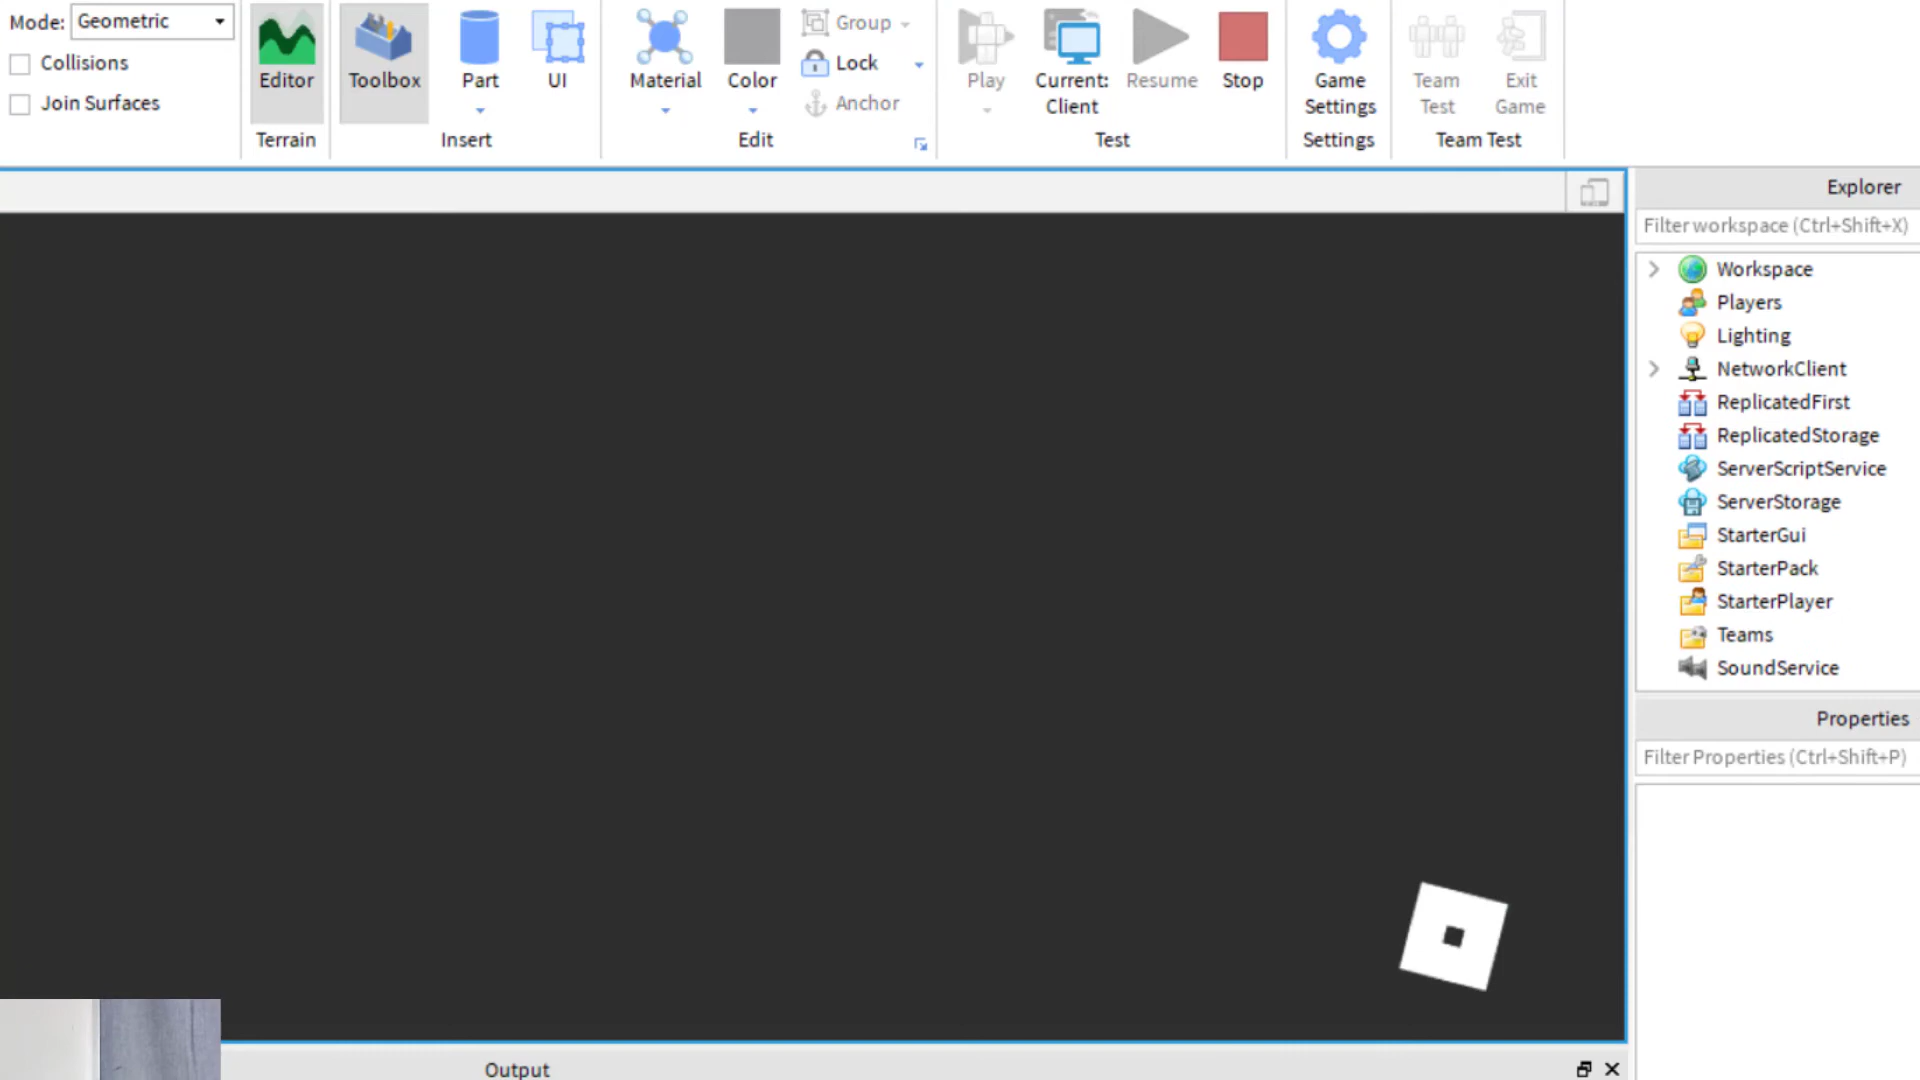 Mode: Geometric
Collisions
Join Surfaces
Editor
Terrain
Toolbox
Part
UI
Insert
Material
Color
Group
Lock
Anchor
Edit
Play
Current:
Client
Resume
Stop
Test
Game
Settings
Settings
Team
Test
Exit
Game
Team Test
Explorer
Filter workspace (Ctrl+Shift+X)
Workspace
Players
Lighting
NetworkClient
ReplicatedFirst
ReplicatedStorage
ServerScriptService
ServerStorage
StarterGui
StarterPack
StarterPlayer
Teams
SoundService
Properties
Filter Properties (Ctrl+Shift+P)
Output